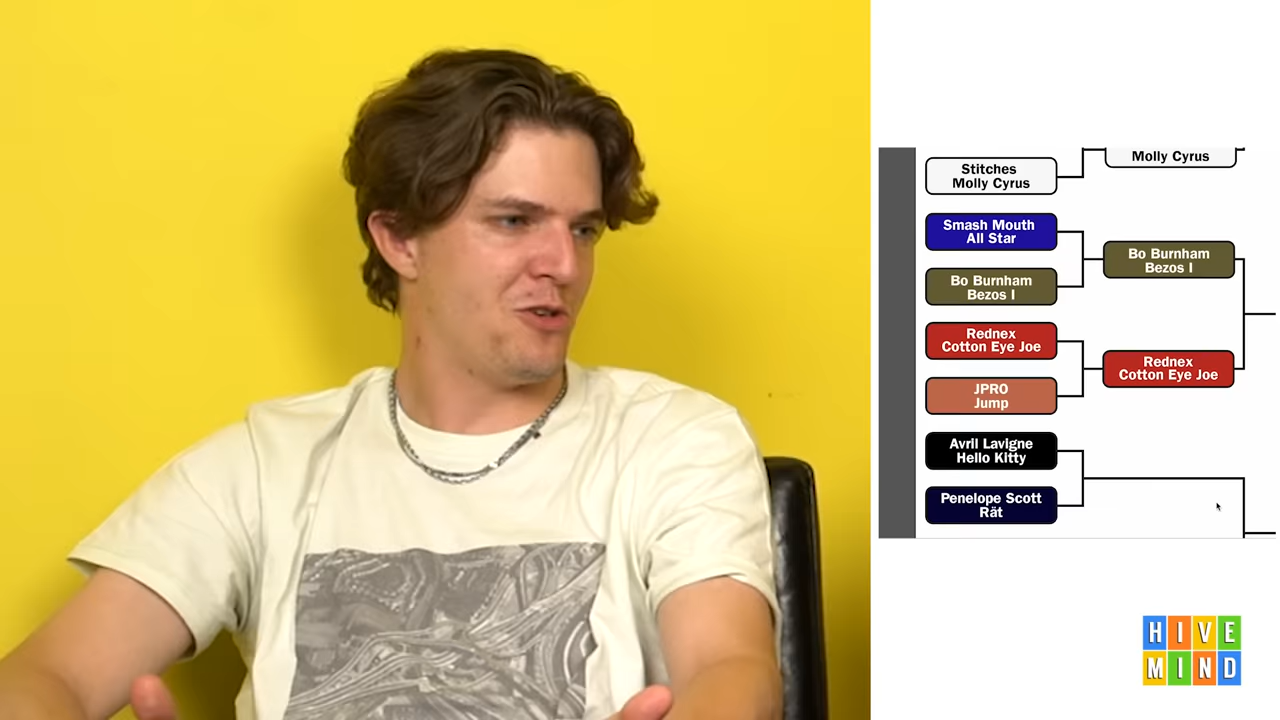 Molly Cyrus
Stitches
Molly Cyrus
Smash Mouth
All Star
Bo Burnham
Bezos I
Bo Burnham
Bezos I
Rednex
Cotton Eye Joe
Rednex
Cotton Eye Joe
JPRO
Jump
Avril Lavigne
Hello Kitty
Penelope Scott
Rät
HIVE
MIND